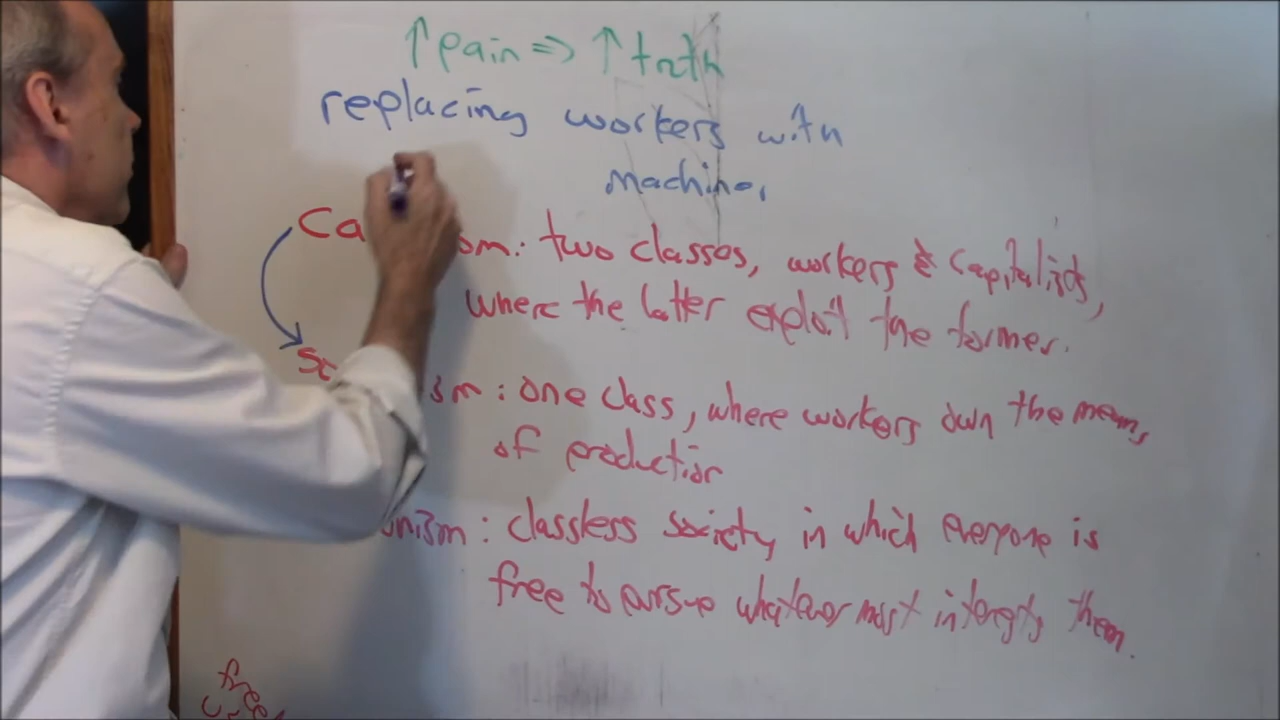 ↑ pain => ↑ truth
replacing workers with
machines
Ca sm: two classes, workers & capitalists,
where the latter exploit the former.
ism: one class, where workers own the means
of production
unism: classless society in which everyone is
free to pursue whatever most interests them.
free